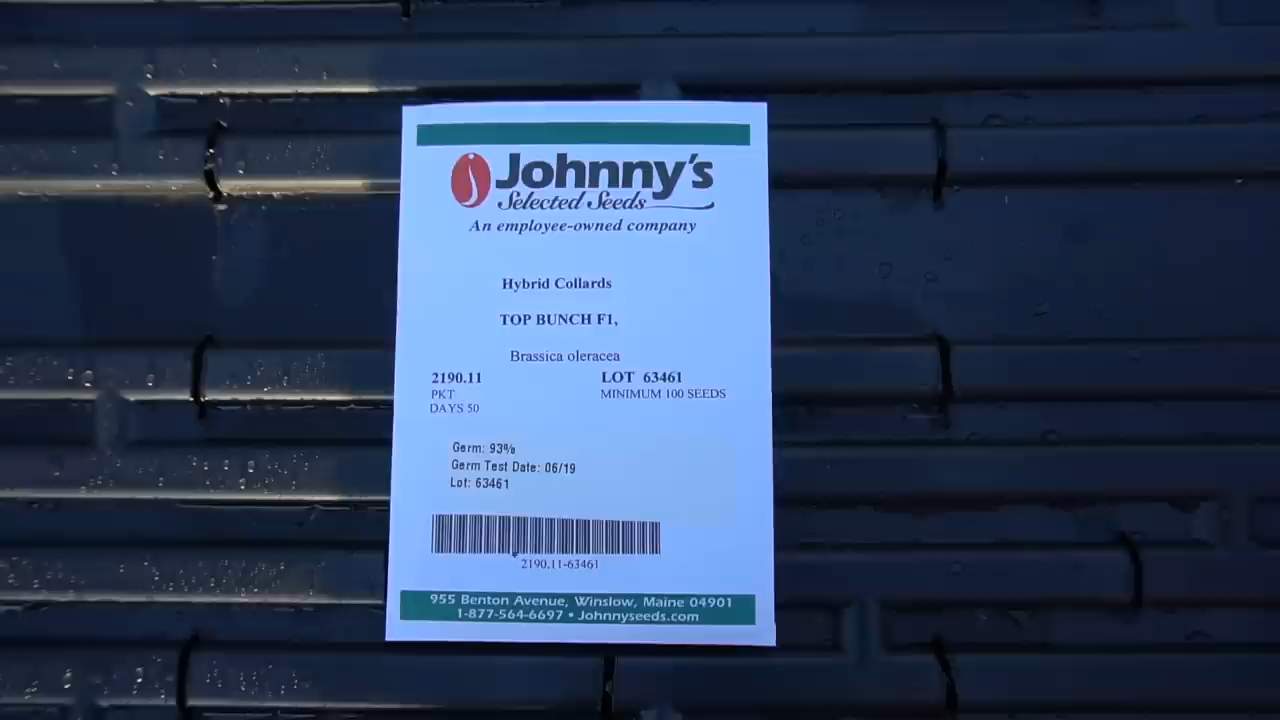 Johnny's
Selected Seeds
An employee-owned company
Hybrid Collards
TOP BUNCH F1,
Brassica oleracea
2190.11 LOT 63461
PKT MINIMUM 100 SEEDS
DAYS 50
Germ: 93%
Germ Test Date: 06/19
Lot: 63461
2190.11-63461
955 Benton Avenue, Winslow, Maine 04901
1-877-564-6697 • Johnnyseeds.com